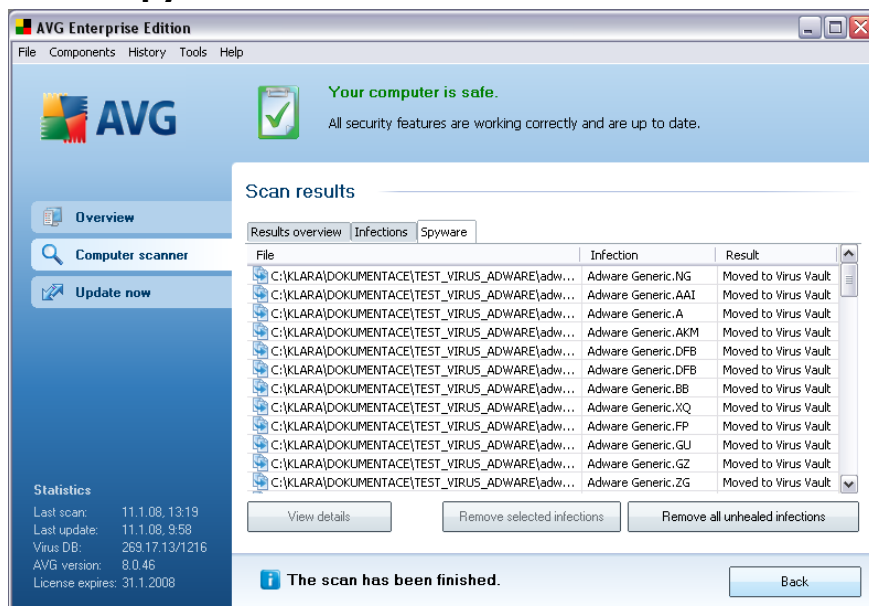 AVG Enterprise Edition
File Components History Tools Help
AVG
Your computer is safe.
All security features are working correctly and are up to date.
Overview
Computer scanner
Update now
Scan results
Results overview Infections Spyware
File Infection Result
C:\KLARA\DOKUMENTACE\TEST_VIRUS_ADWARE\adw... Adware Generic.NG Moved to Virus Vault
C:\KLARA\DOKUMENTACE\TEST_VIRUS_ADWARE\adw... Adware Generic.AAI Moved to Virus Vault
C:\KLARA\DOKUMENTACE\TEST_VIRUS_ADWARE\adw... Adware Generic.A Moved to Virus Vault
C:\KLARA\DOKUMENTACE\TEST_VIRUS_ADWARE\adw... Adware Generic.AKM Moved to Virus Vault
C:\KLARA\DOKUMENTACE\TEST_VIRUS_ADWARE\adw... Adware Generic.DFB Moved to Virus Vault
C:\KLARA\DOKUMENTACE\TEST_VIRUS_ADWARE\adw... Adware Generic.DFB Moved to Virus Vault
C:\KLARA\DOKUMENTACE\TEST_VIRUS_ADWARE\adw... Adware Generic.BB Moved to Virus Vault
C:\KLARA\DOKUMENTACE\TEST_VIRUS_ADWARE\adw... Adware Generic.XQ Moved to Virus Vault
C:\KLARA\DOKUMENTACE\TEST_VIRUS_ADWARE\adw... Adware Generic.FP Moved to Virus Vault
C:\KLARA\DOKUMENTACE\TEST_VIRUS_ADWARE\adw... Adware Generic.GU Moved to Virus Vault
C:\KLARA\DOKUMENTACE\TEST_VIRUS_ADWARE\adw... Adware Generic.GZ Moved to Virus Vault
C:\KLARA\DOKUMENTACE\TEST_VIRUS_ADWARE\adw... Adware Generic.ZG Moved to Virus Vault
View details Remove selected infections Remove all unhealed infections
Statistics
Last scan: 11.1.08, 13:19
Last update: 11.1.08, 9:58
Virus DB: 269.17.13/1216
AVG version: 8.0.46
License expires: 31.1.2008
The scan has been finished.
Back